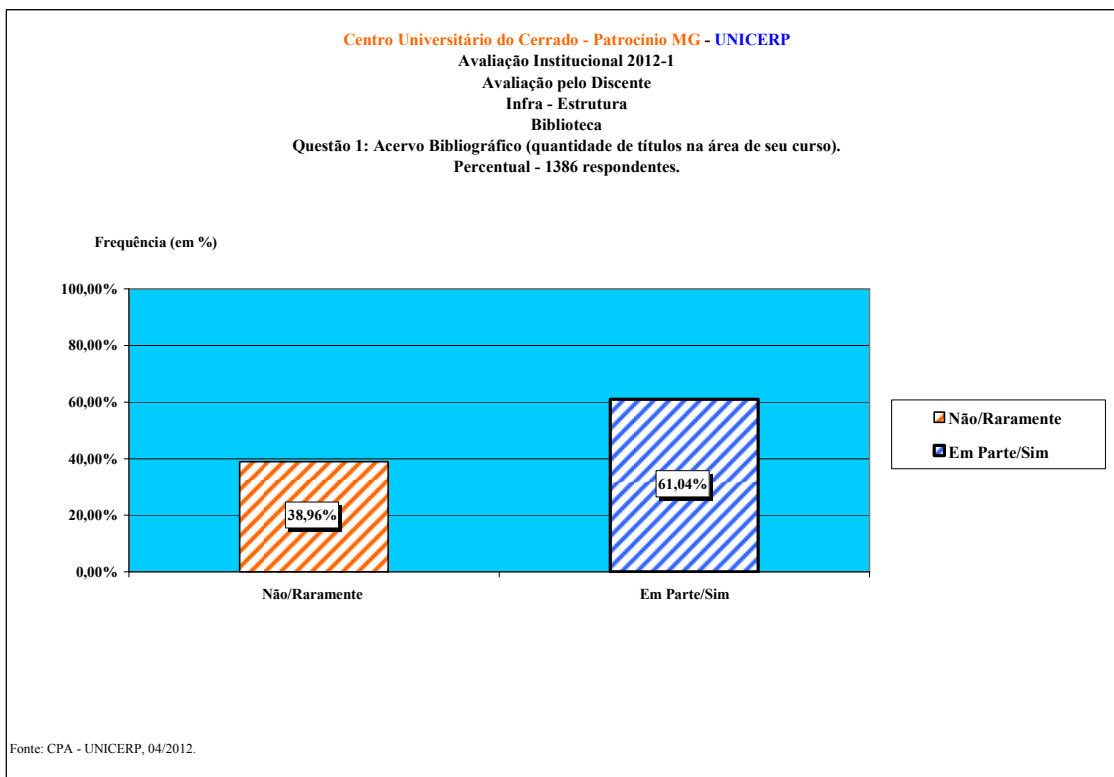 Centro Universitário do Cerrado - Patrocínio MG - UNICERP
Avaliação Institucional 2012-1
Avaliação pelo Discente
Infra - Estrutura
Biblioteca
Questão 1: Acervo Bibliográfico (quantidade de títulos na área de seu curso).
Percentual - 1386 respondentes.
Frequência (em %)
100,00%
80,00%
60,00%
40,00%
20,00%
0,00%
38,96%
61,04%
Não/Raramente
Em Parte/Sim
Não/Raramente
Em Parte/Sim
Fonte: CPA - UNICERP, 04/2012.